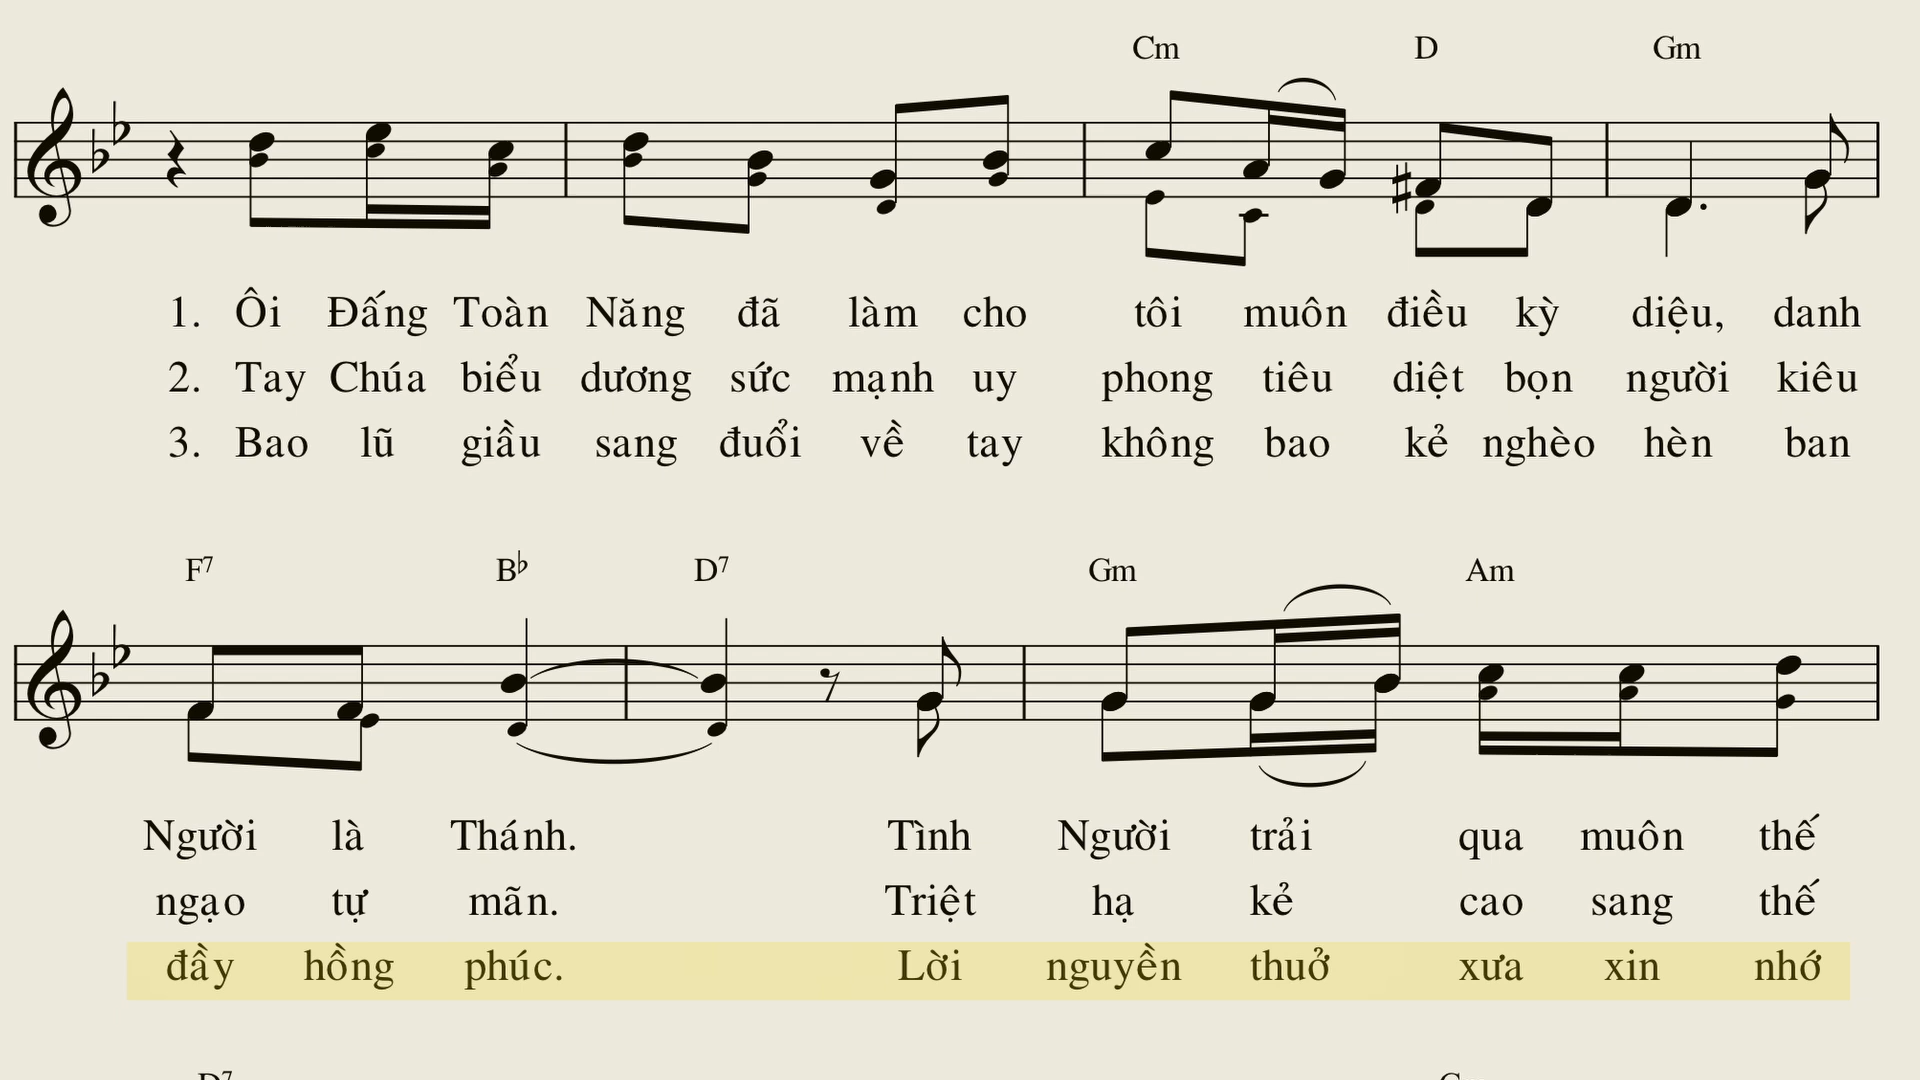 Cm D Gm
1. Ôi Đấng Toàn Năng đã làm cho tôi muôn điều kỳ diệu, danh
2. Tay Chúa biểu dương sức mạnh uy phong tiêu diệt bọn người kiêu
3. Bao lũ giầu sang đuổi về tay không bao kẻ nghèo hèn ban
F7 B♭ D7 Gm Am
Người là Thánh. Tình Người trải qua muôn thế
ngạo tự mãn. Triệt hạ kẻ cao sang thế
đầy hồng phúc. Lời nguyền thuở xưa xin nhớ
D7